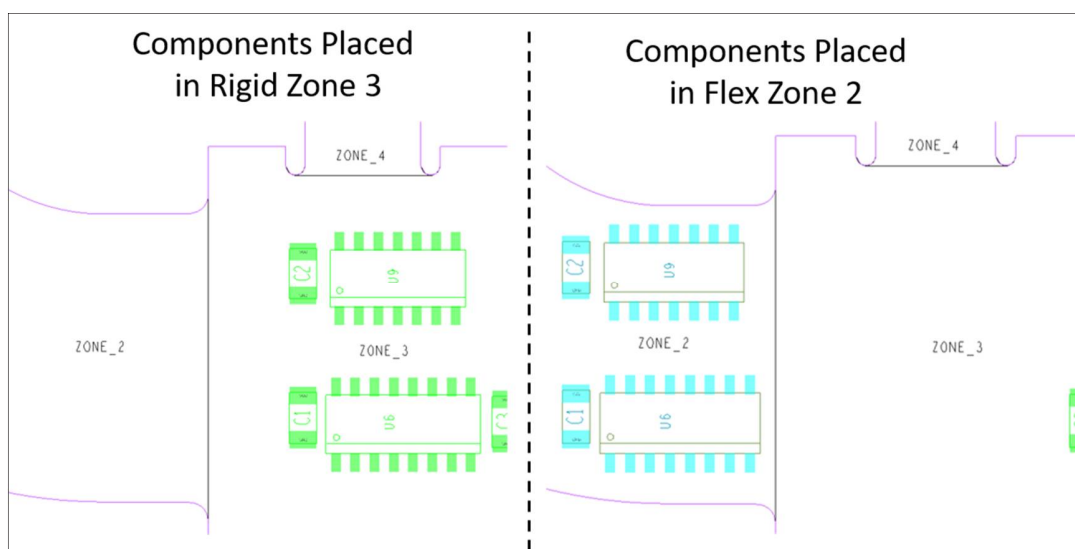 Components Placed
in Rigid Zone 3
ZONE_4
C2
U9
ZONE_2
ZONE_3
C1
U6
C3
Components Placed
in Flex Zone 2
ZONE_4
C2
U9
ZONE_2
ZONE_3
C1
U6